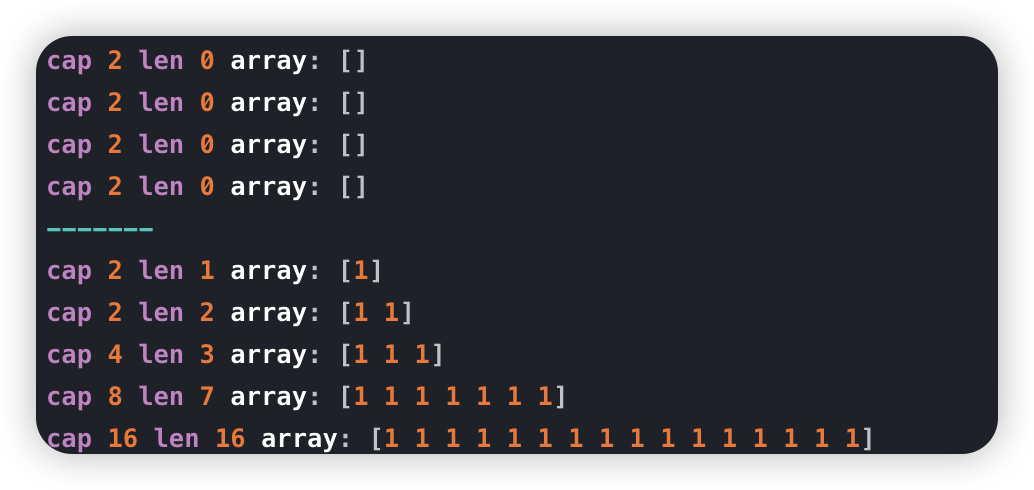 cap 2 len 0 array: []
cap 2 len 0 array: []
cap 2 len 0 array: []
cap 2 len 0 array: []
-------
cap 2 len 1 array: [1]
cap 2 len 2 array: [1 1]
cap 4 len 3 array: [1 1 1]
cap 8 len 7 array: [1 1 1 1 1 1 1]
cap 16 len 16 array: [1 1 1 1 1 1 1 1 1 1 1 1 1 1 1 1]